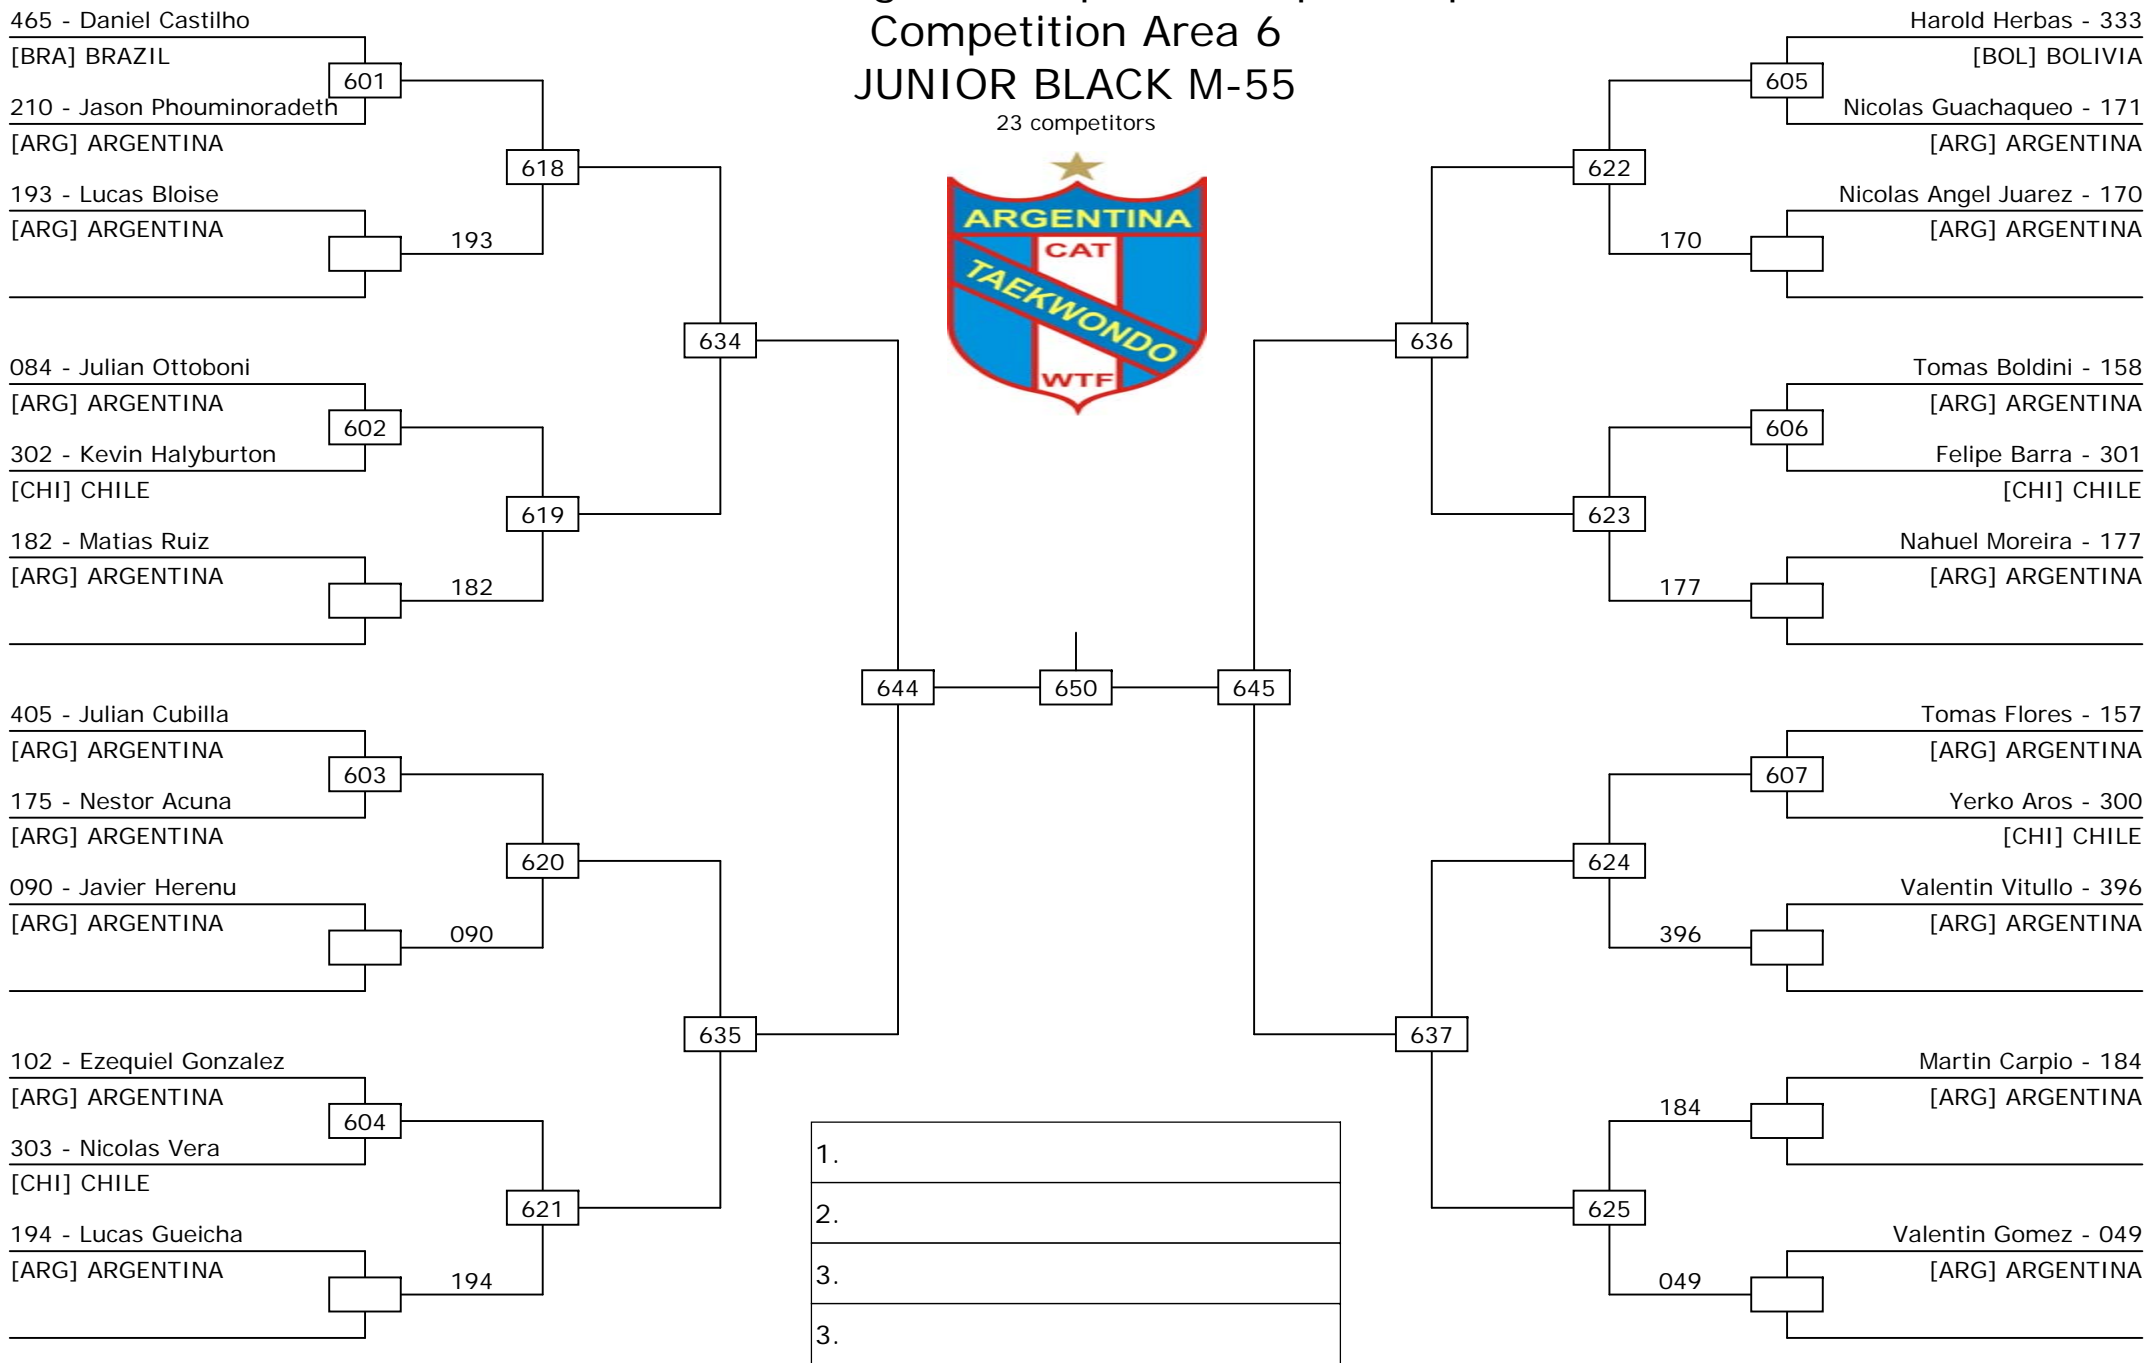 Competition Area 6
JUNIOR BLACK M-55
23 competitors
ARGENTINA
CAT
TAEKWONDO
WTF
465 - Daniel Castilho
[BRA] BRAZIL
601
210 - Jason Phouminoradeth
[ARG] ARGENTINA
618
193 - Lucas Bloise
[ARG] ARGENTINA
193
634
084 - Julian Ottoboni
[ARG] ARGENTINA
602
302 - Kevin Halyburton
[CHI] CHILE
619
182 - Matias Ruiz
[ARG] ARGENTINA
182
644
650
645
405 - Julian Cubilla
[ARG] ARGENTINA
603
175 - Nestor Acuna
[ARG] ARGENTINA
620
090 - Javier Herenu
[ARG] ARGENTINA
090
635
102 - Ezequiel Gonzalez
[ARG] ARGENTINA
604
303 - Nicolas Vera
[CHI] CHILE
621
194 - Lucas Gueicha
[ARG] ARGENTINA
194
Harold Herbas - 333
[BOL] BOLIVIA
605
Nicolas Guachaqueo - 171
[ARG] ARGENTINA
622
Nicolas Angel Juarez - 170
[ARG] ARGENTINA
170
636
Tomas Boldini - 158
[ARG] ARGENTINA
606
Felipe Barra - 301
[CHI] CHILE
623
Nahuel Moreira - 177
[ARG] ARGENTINA
177
Tomas Flores - 157
[ARG] ARGENTINA
607
Yerko Aros - 300
[CHI] CHILE
624
Valentin Vitullo - 396
[ARG] ARGENTINA
396
637
Martin Carpio - 184
[ARG] ARGENTINA
184
625
Valentin Gomez - 049
[ARG] ARGENTINA
049
1.
2.
3.
3.